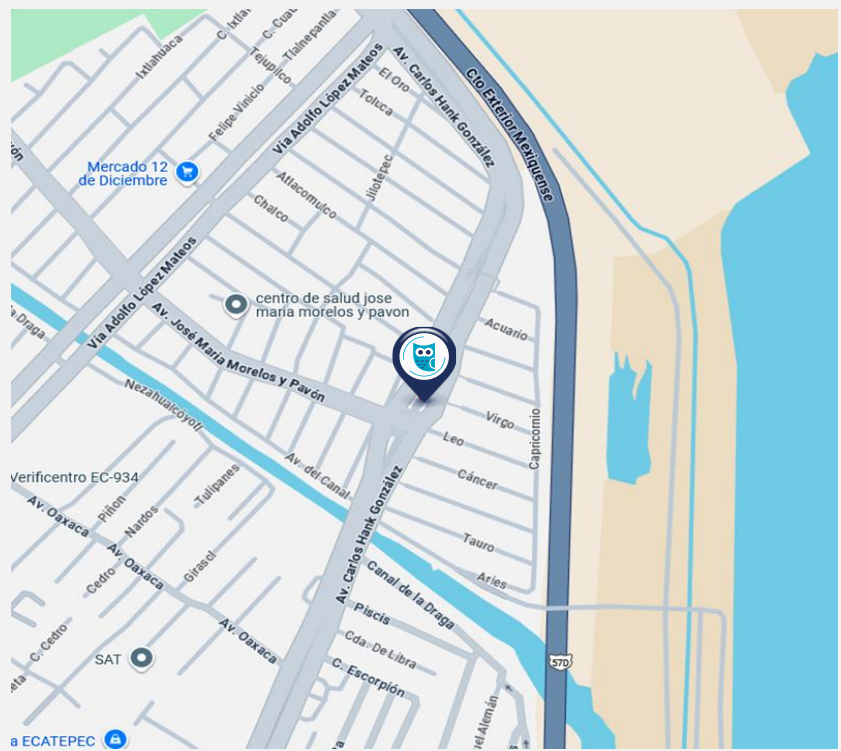 Ixtlahuaca
Tejupilco
Tlalnepantla
Av. Carlos Hank González
El Oro
Toluca
Cto Exterior Mexiquense
Felipe-Vinicio
Vía Adolfo López Mateos
Mercado 12
de Diciembre
Jilotepec
Atlacomulco
Chalco
Vía Adolfo López Mateos
centro de salud jose
maria morelos y pavon
Av. José María Morelos y Pavón
Acuario
Nezahualcóyotl
Virgo
Leo
Capricornio
Av. del Canal
Cáncer
Verificentro EC-934
Tulipanes
Piñon
Nardos
Av. Oaxaca
Av. Carlos Hank González
Tauro
Av. Oaxaca
Girasol
Cedro
Aries
Canal de la Draga
Piscis
Av. Oaxaca
Cda. De Libra
C. Cedro
SAT
C. Escorpión
57D
a ECATEPEC